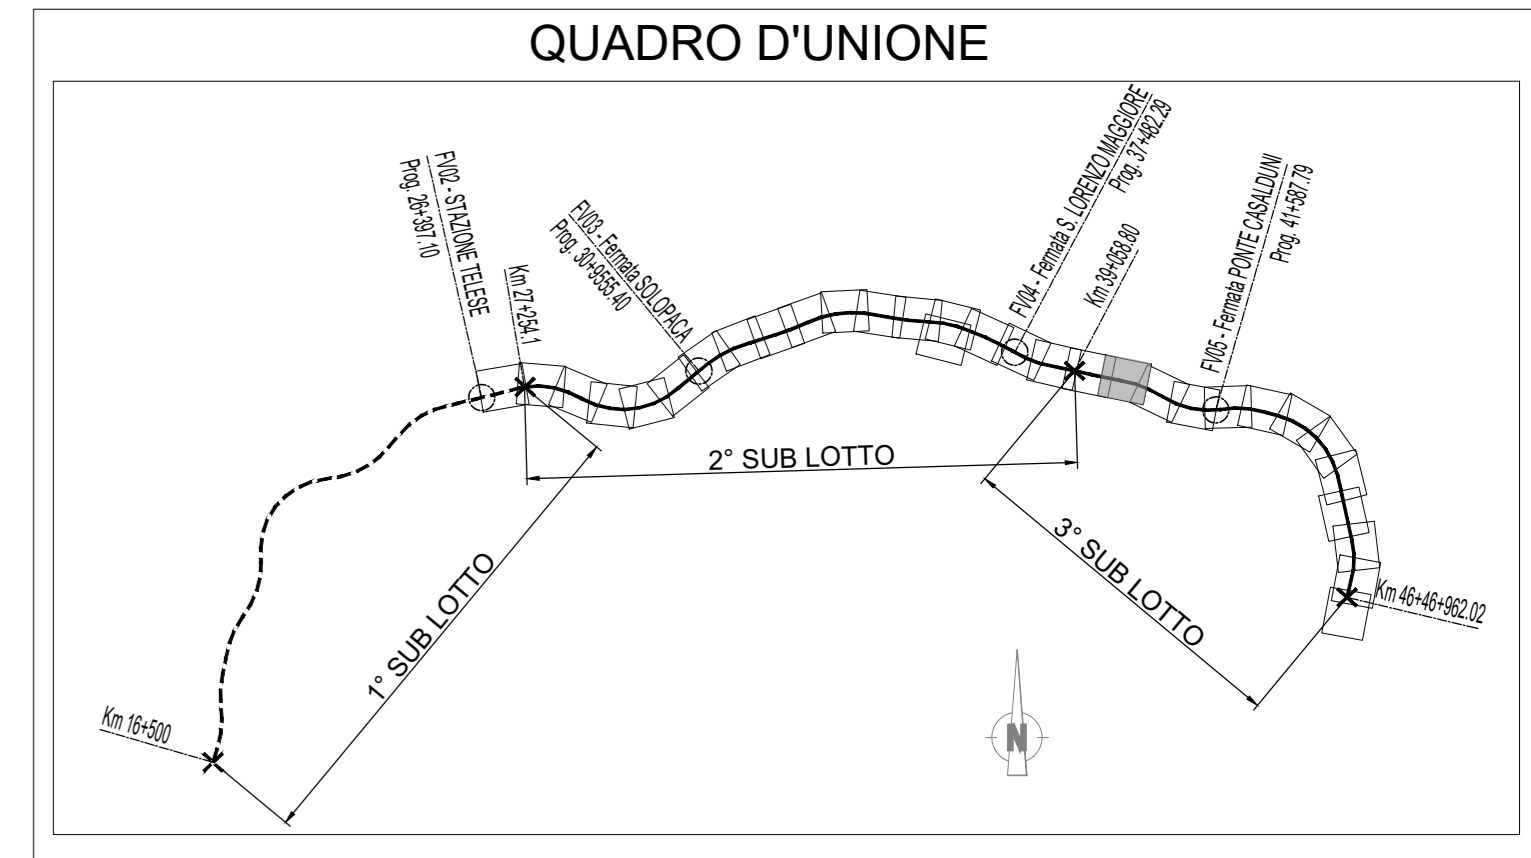 QUADRO D'UNIONE
FV02 - STAZIONE TELESE
Prog. 26+397.10
Km 27+254.1
FV03 - Fermata SOLOPACA
Prog. 30+9555.40
FV04 - Fermata S. LORENZO MAGGIORE
Prog. 37+482.29
Km 39+058.80
FV05 - Fermata PONTE CASALDUNI
Prog. 41+587.79
2° SUB LOTTO
1° SUB LOTTO
3° SUB LOTTO
Km 46+46+962.02
Km 16+500
N